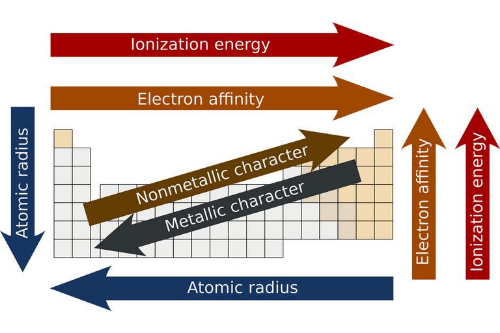 Ionization energy
Electron affinity
Atomic radius
Nonmetallic character
Metallic character
Electron affinity
Ionization energy
Atomic radius